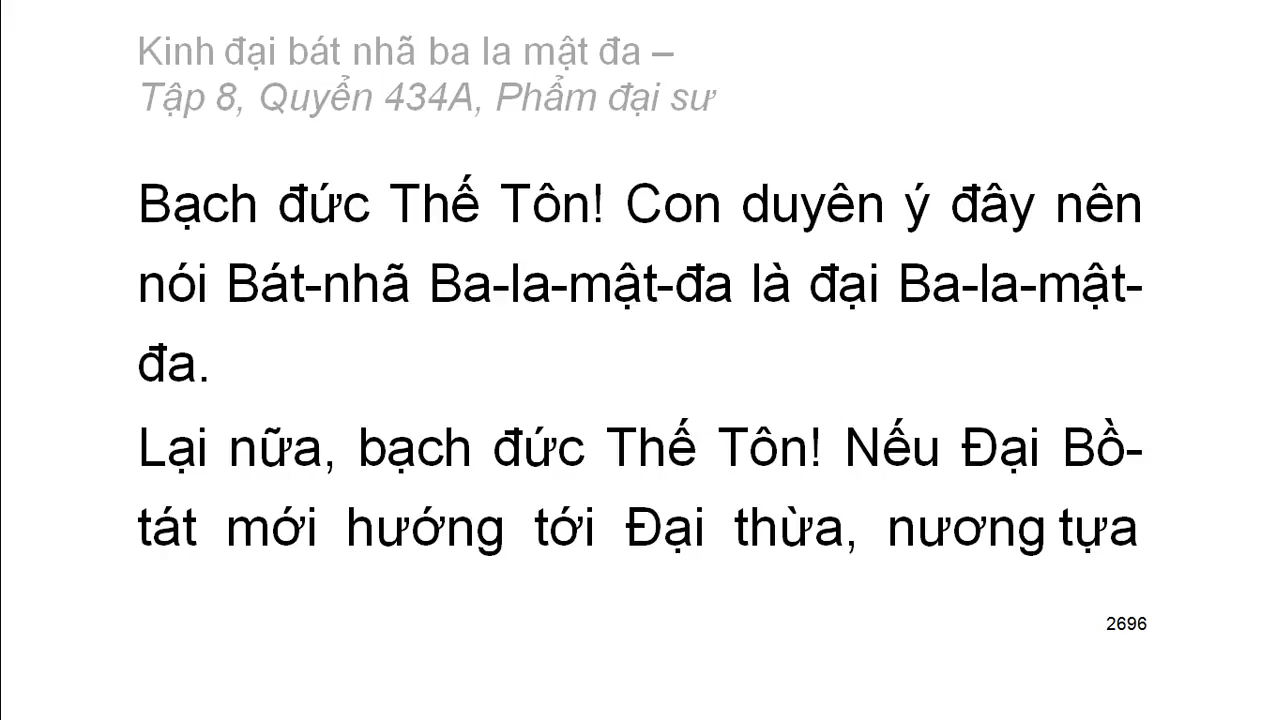 Kinh đại bát nhã ba la mật đa –
Tập 8, Quyển 434A, Phẩm đại sư
Bạch đức Thế Tôn! Con duyên ý đây nên
nói Bát-nhã Ba-la-mật-đa là đại Ba-la-mật-
đa.
Lại nữa, bạch đức Thế Tôn! Nếu Đại Bồ-
tát mới hướng tới Đại thừa, nương tựa
2696